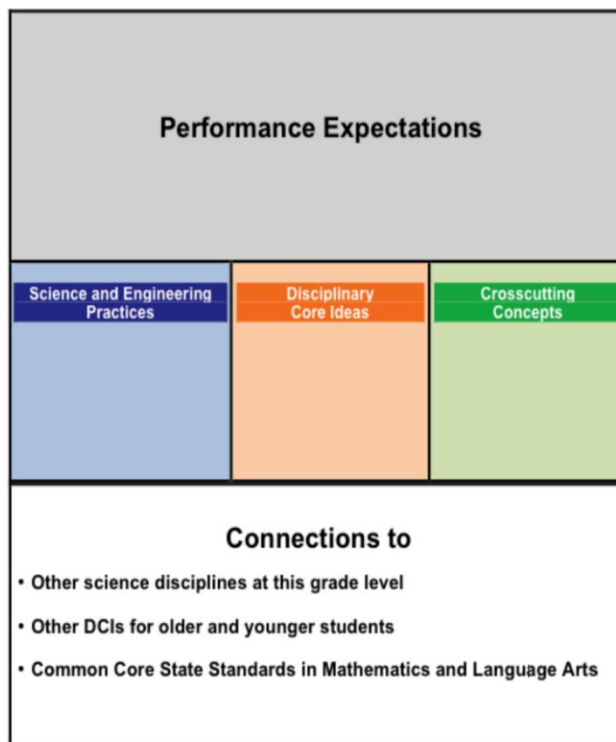 Performance Expectations
Science and Engineering
Practices
Disciplinary
Core Ideas
Crosscutting
Concepts
Connections to
• Other science disciplines at this grade level
• Other DCIs for older and younger students
• Common Core State Standards in Mathematics and Language Arts